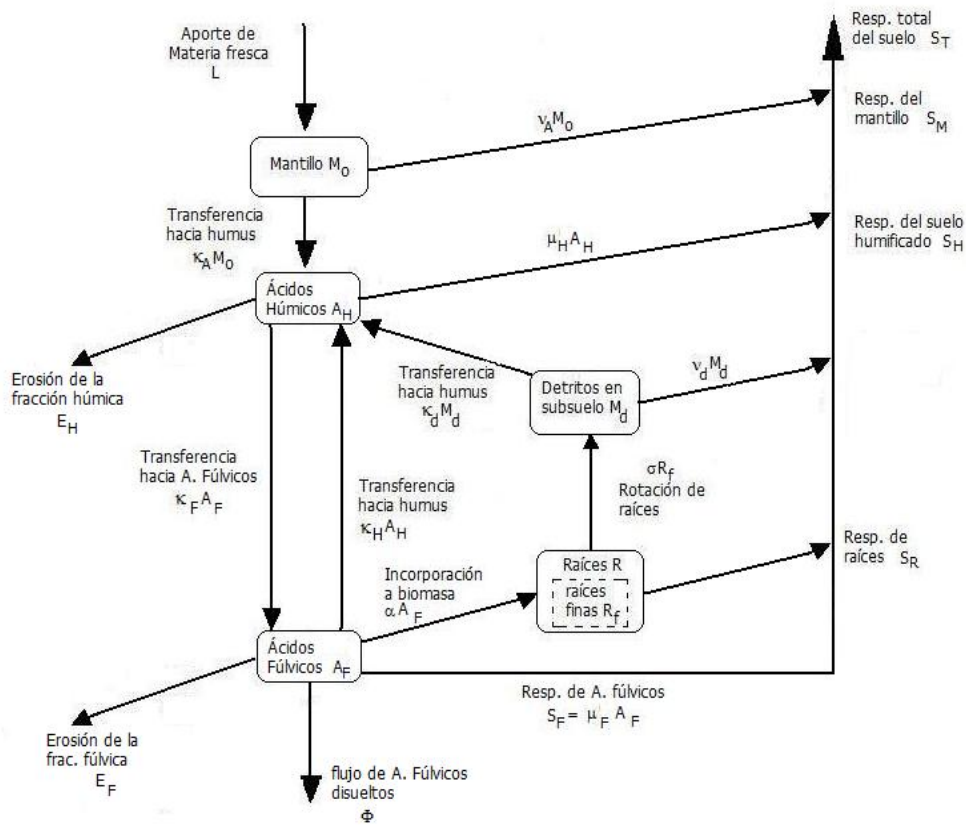 Aporte de
Materia fresca
L
Resp. total
del suelo S_T
Resp. del
mantillo S_M
ν_A M_0
Mantillo M_0
Transferencia
hacia humus
κ_A M_0
μ_H A_H
Resp. del suelo
humificado S_H
Ácidos
Húmicos A_H
Erosión de la
fracción húmica
E_H
Transferencia
hacia humus
κ_d M_d
Detritos en
subsuelo M_d
ν_d M_d
Transferencia
hacia A. Fúlvicos
κ_F A_F
Transferencia
hacia humus
κ_H A_H
σR_f
Rotación de
raíces
Resp. de
raíces S_R
Incorporación
a biomasa
α A_F
Raíces R
raíces
finas R_f
Ácidos
Fúlvicos A_F
Resp. de A. fúlvicos
S_F = μ_F A_F
Erosión de la
frac. fúlvica
E_F
flujo de A. Fúlvicos
disueltos
Φ